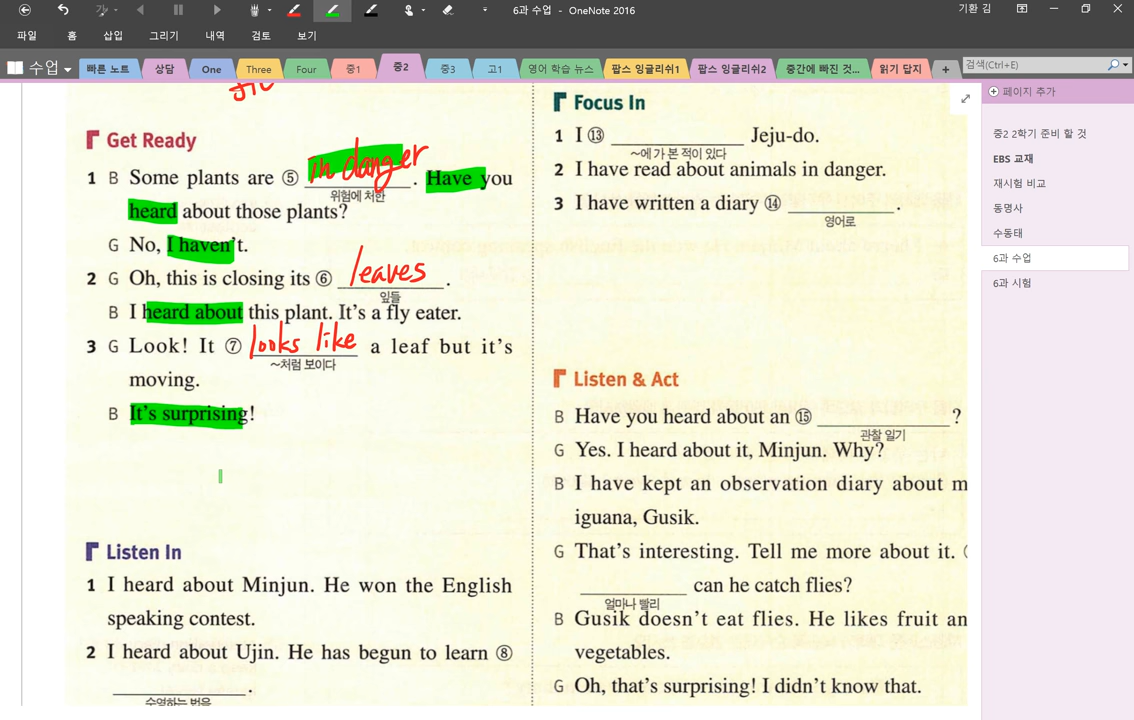 6과 수업 - OneNote 2016
기환 김
파일 홈 삽입 그리기 내역 검토 보기
수업 빠른 노트 상담 One Three Four 중1 중2 중3 고1 영어 학습 뉴스 팝스 잉글리쉬1 팝스 잉글리쉬2 중간에 빠진 것... 읽기 답지 + 검색(Ctrl+E)
Get Ready
1 B Some plants are ⑤ in danger. Have you
위험에 처한
heard about those plants?
G No, I haven't.
2 G Oh, this is closing its ⑥ leaves.
잎들
B I heard about this plant. It's a fly eater.
3 G Look! It ⑦ looks like a leaf but it's
~처럼 보이다
moving.
B It's surprising!
Listen In
1 I heard about Minjun. He won the English
speaking contest.
2 I heard about Ujin. He has begun to learn ⑧
____.
수영하는 법을
Focus In
1 I ⑬ ____ Jeju-do.
~에 가 본 적이 있다
2 I have read about animals in danger.
3 I have written a diary ⑭ ____.
영어로
Listen & Act
B Have you heard about an ⑮ ____?
관찰 일기
G Yes. I heard about it, Minjun. Why?
B I have kept an observation diary about m
iguana, Gusik.
G That's interesting. Tell me more about it.
____ can he catch flies?
얼마나 빨리
B Gusik doesn't eat flies. He likes fruit an
vegetables.
G Oh, that's surprising! I didn't know that.
페이지 추가
중2 2학기 준비 할 것
EBS 교재
재시험 비교
동명사
수동태
6과 수업
6과 시험